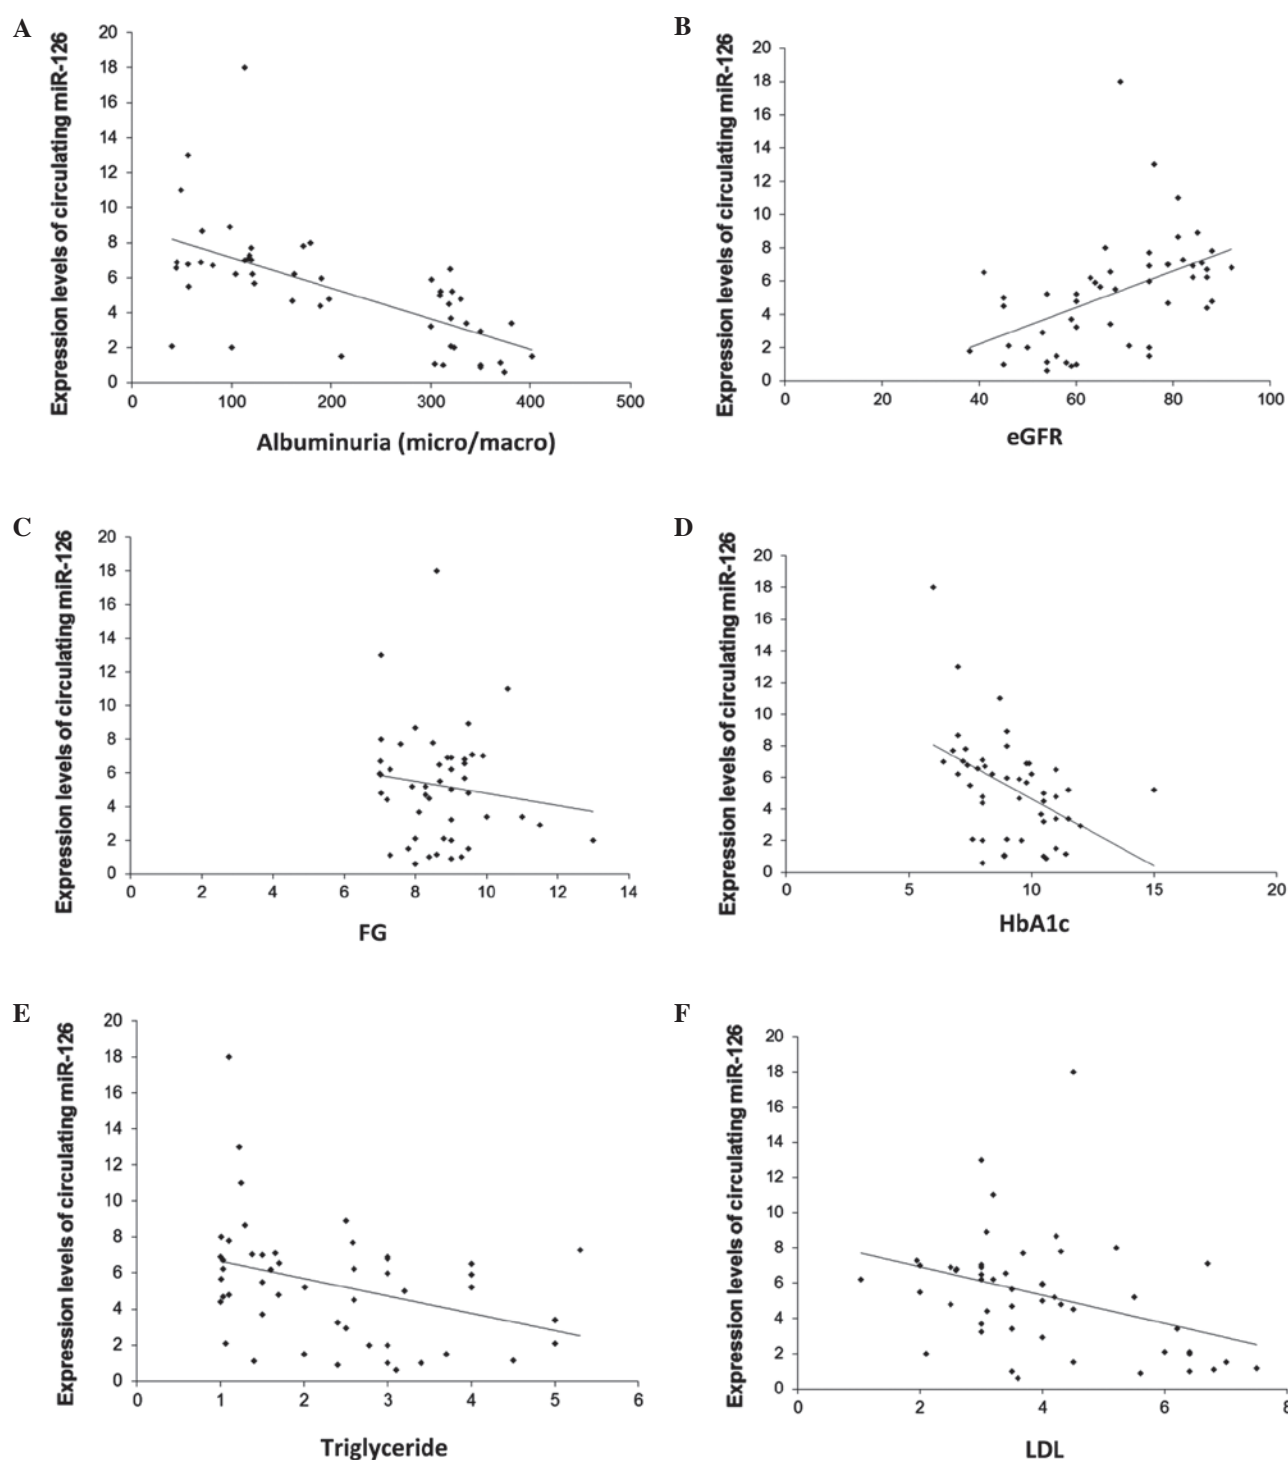 A
Expression levels of circulating miR-126
20
18
16
14
12
10
8
6
4
2
0
0 100 200 300 400 500
Albuminuria (micro/macro)
B
Expression levels of circulating miR-126
20
18
16
14
12
10
8
6
4
2
0
0 20 40 60 80 100
eGFR
C
Expression levels of circulating miR-126
20
18
16
14
12
10
8
6
4
2
0
0 2 4 6 8 10 12 14
FG
D
Expression levels of circulating miR-126
20
18
16
14
12
10
8
6
4
2
0
0 5 10 15 20
HbA1c
E
Expression levels of circulating miR-126
20
18
16
14
12
10
8
6
4
2
0
0 1 2 3 4 5 6
Triglyceride
F
Expression levels of circulating miR-126
20
18
16
14
12
10
8
6
4
2
0
0 2 4 6 8
LDL